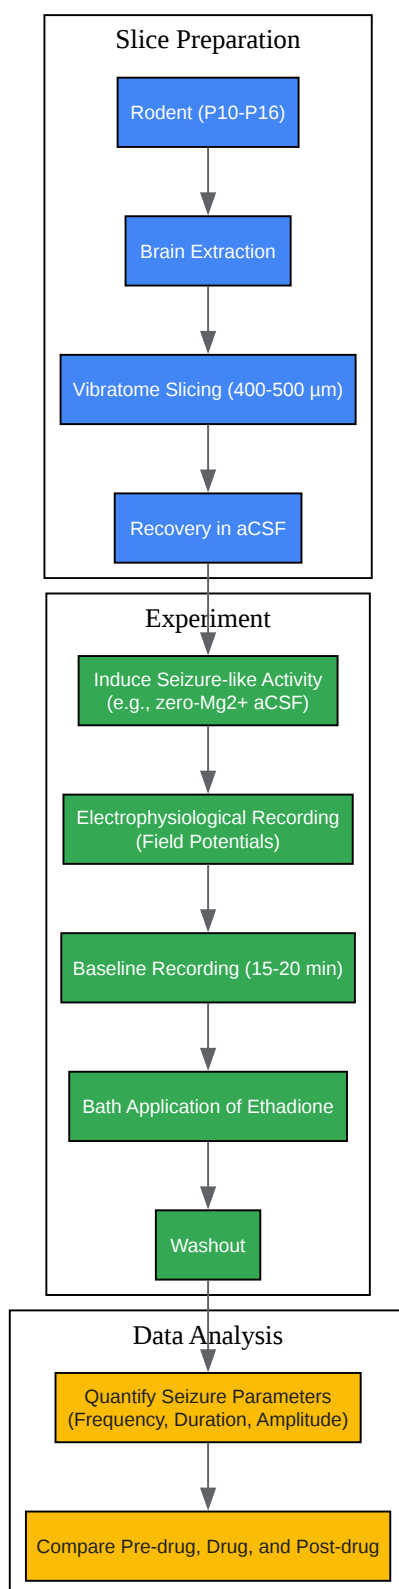 Slice Preparation
Rodent (P10-P16)
Brain Extraction
Vibratome Slicing (400-500 µm)
Recovery in aCSF
Experiment
Induce Seizure-like Activity
(e.g., zero-Mg2+ aCSF)
Electrophysiological Recording
(Field Potentials)
Baseline Recording (15-20 min)
Bath Application of Ethadione
Washout
Data Analysis
Quantify Seizure Parameters
(Frequency, Duration, Amplitude)
Compare Pre-drug, Drug, and Post-drug